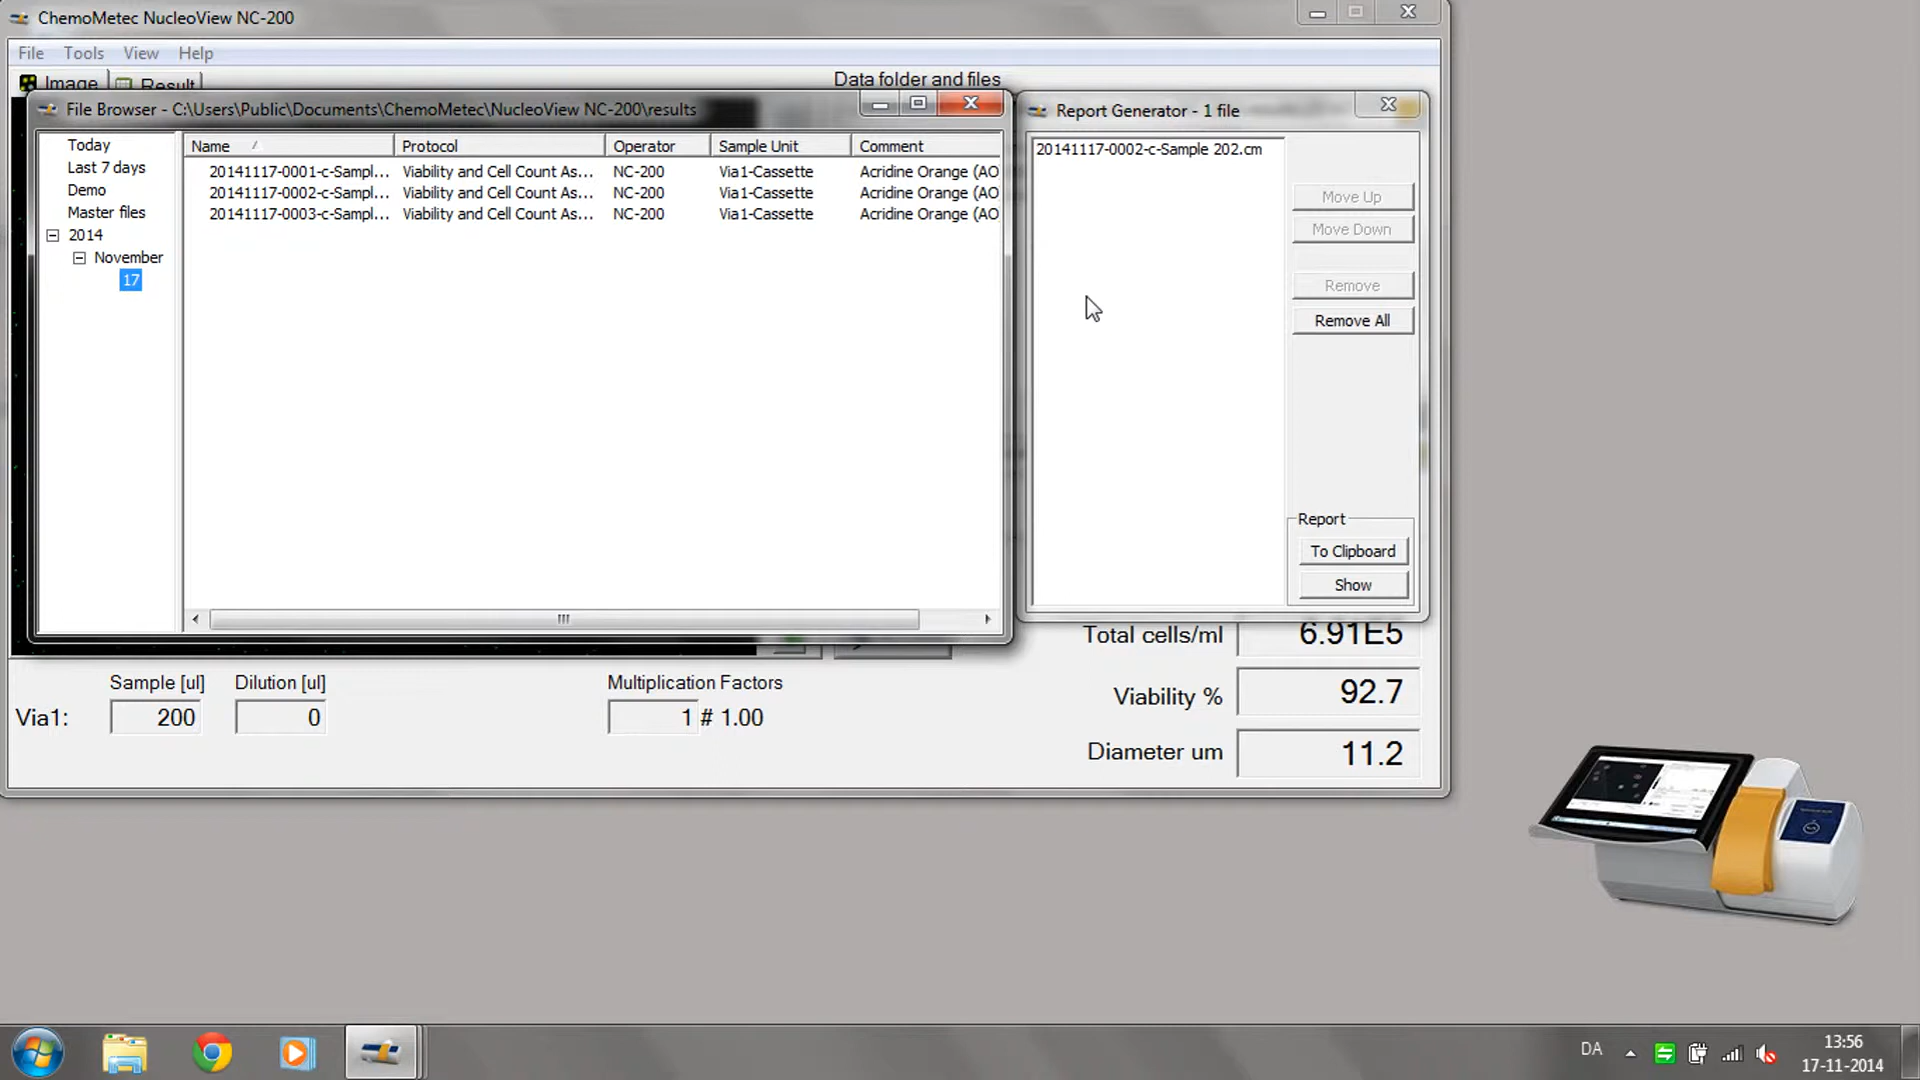 ChemoMetec NucleoView NC-200
File Tools View Help
Image Result
Data folder and files
File Browser - C:\Users\Public\Documents\ChemoMetec\NucleoView NC-200\results
Today
Last 7 days
Demo
Master files
2014
November
17
Name Protocol Operator Sample Unit Comment
20141117-0001-c-Sampl... Viability and Cell Count As... NC-200 Via1-Cassette Acridine Orange (AO
20141117-0002-c-Sampl... Viability and Cell Count As... NC-200 Via1-Cassette Acridine Orange (AO
20141117-0003-c-Sampl... Viability and Cell Count As... NC-200 Via1-Cassette Acridine Orange (AO
Report Generator - 1 file
20141117-0002-c-Sample 202.cm
Move Up
Move Down
Remove
Remove All
Report
To Clipboard
Show
Total cells/ml 6.91E5
Viability % 92.7
Diameter um 11.2
Sample [ul] Dilution [ul] Multiplication Factors
Via1: 200 0 1 # 1.00
DA
13:56
17-11-2014